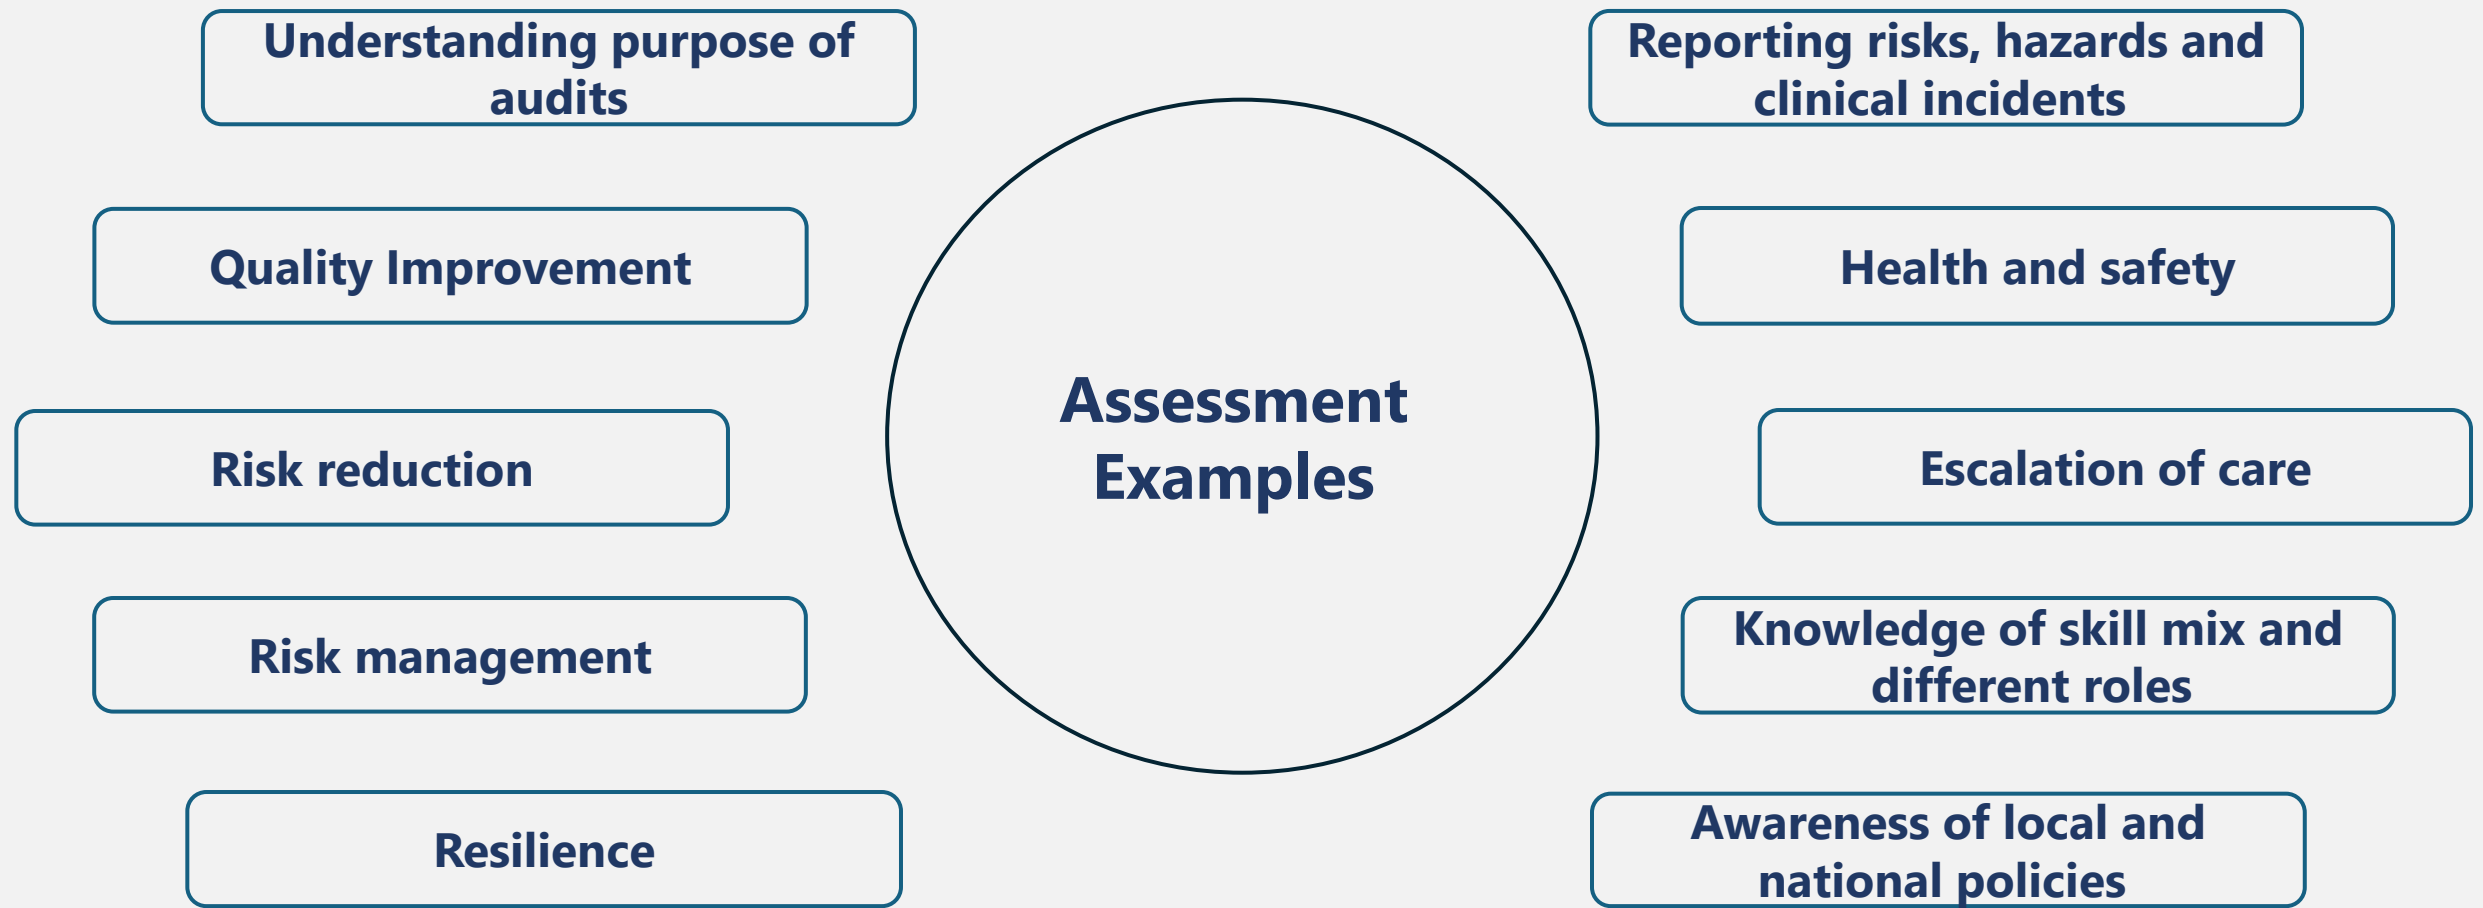 Understanding purpose of
audits
Quality Improvement
Risk reduction
Risk management
Resilience
Assessment
Examples
Reporting risks, hazards and
clinical incidents
Health and safety
Escalation of care
Knowledge of skill mix and
different roles
Awareness of local and
national policies